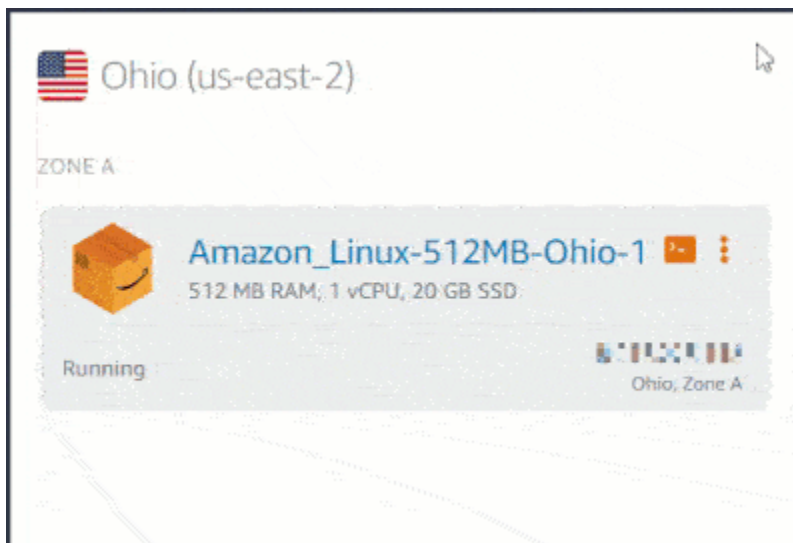 Ohio (us-east-2)
ZONE A
Amazon_Linux-512MB-Ohio-1
512 MB RAM, 1 vCPU, 20 GB SSD
Running
Ohio, Zone A